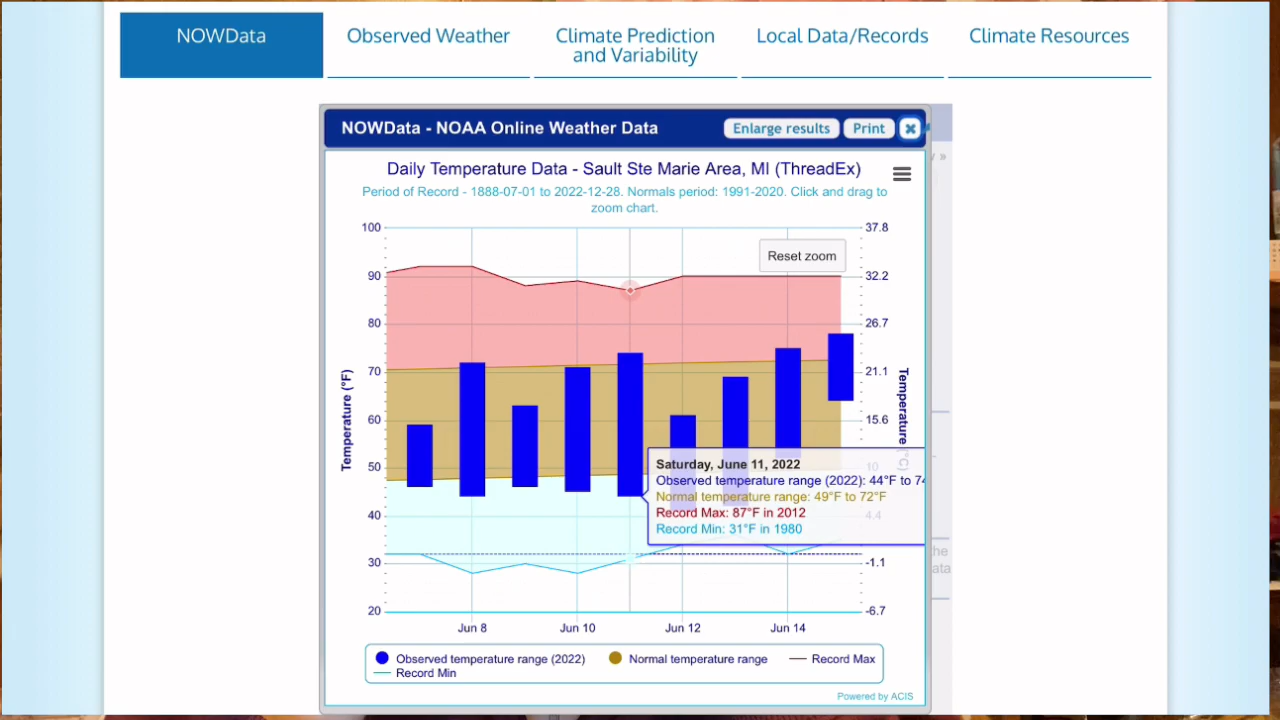 NOWData
Observed Weather
Climate Prediction
and Variability
Local Data/Records
Climate Resources
NOWData - NOAA Online Weather Data
Enlarge results
Print
Daily Temperature Data - Sault Ste Marie Area, MI (ThreadEx)
Period of Record - 1888-07-01 to 2022-12-28. Normals period: 1991-2020. Click and drag to
zoom chart.
Reset zoom
Temperature (°F)
100
90
80
70
60
50
40
30
20
37.8
32.2
26.7
21.1
15.6
10
4.4
-1.1
-6.7
Temperature (°C)
Saturday, June 11, 2022
Observed temperature range (2022): 44°F to 74
Normal temperature range: 49°F to 72°F
Record Max: 87°F in 2012
Record Min: 31°F in 1980
Jun 8
Jun 10
Jun 12
Jun 14
Observed temperature range (2022)
Normal temperature range
Record Max
Record Min
Powered by ACIS
the
ata